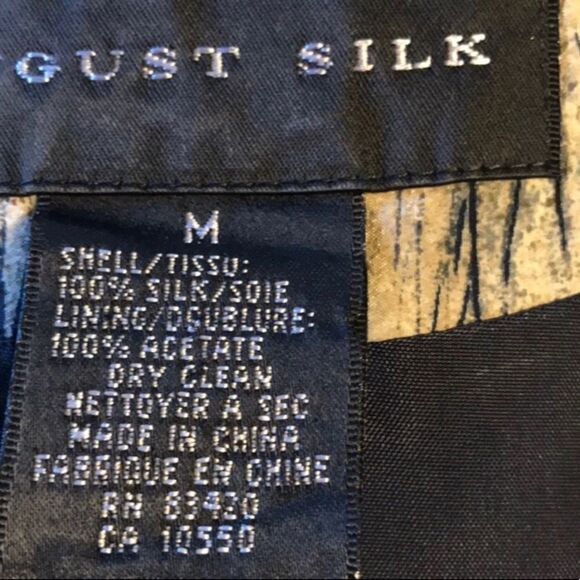 GUST SILK
M
SHELL/TISSU:
100% SILK/SOIE
LINING/DOUBLURE:
100% ACETATE
DRY CLEAN
NETTOYER A SEC
MADE IN CHINA
FABRIQUE EN CHINE
RN 83420
CA 10550